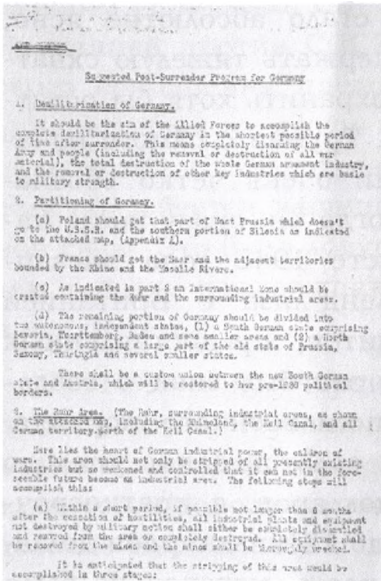 Suggested Post-Surrender Program for Germany
1. Demilitarization of Germany.
It should be the aim of the Allied Forces to accomplish the
complete demilitarization of Germany in the shortest possible period
of time after surrender. This means completely disarming the German
Army and people (including the removal or destruction of all war
material), the total destruction of the whole German armament industry,
and the removal or destruction of other key industries which are basic
to military strength.
2. Partitioning of Germany.
(a) Poland should get that part of East Prussia which doesn't
go to the U.S.S.R. and the southern portion of Silesia as indicated
on the attached map, (Appendix A).
(b) France should get the Saar and the adjacent territories
bounded by the Rhine and the Moselle Rivers.
(c) As indicated in part 3 an International Zone should be
created containing the Ruhr and the surrounding industrial areas.
(d) The remaining portion of Germany should be divided into
two autonomous, independent states, (1) a South German state comprising
Bavaria, Wuerttemberg, Baden and some smaller areas and (2) a North
German state comprising a large part of the old state of Prussia,
Saxony, Thuringia and several smaller states.
There shall be a custom union between the new South German
state and Austria, which will be restored to her pre-1938 political
borders.
The Ruhr Area. (The Ruhr, surrounding industrial areas, as shown
on the attached map, including the Rhineland, the Keil Canal, and all
German territory north of the Keil Canal.)
Here lies the heart of German industrial power, the caldron of
wars. This area should not only be stripped of all presently existing
industries but so weakened and controlled that it can not in the fore-
seeable future become an industrial area. The following steps will
accomplish this:
(a) Within a short period, if possible not longer than 6 months
after the cessation of hostilities, all industrial plants and equipment
not destroyed by military action shall either be completely dismantled
and removed from the area or completely destroyed. All equipment shall
be removed from the mines and the mines shall be thoroughly wrecked.
It is anticipated that the stripping of this area would be
accomplished in three stages: